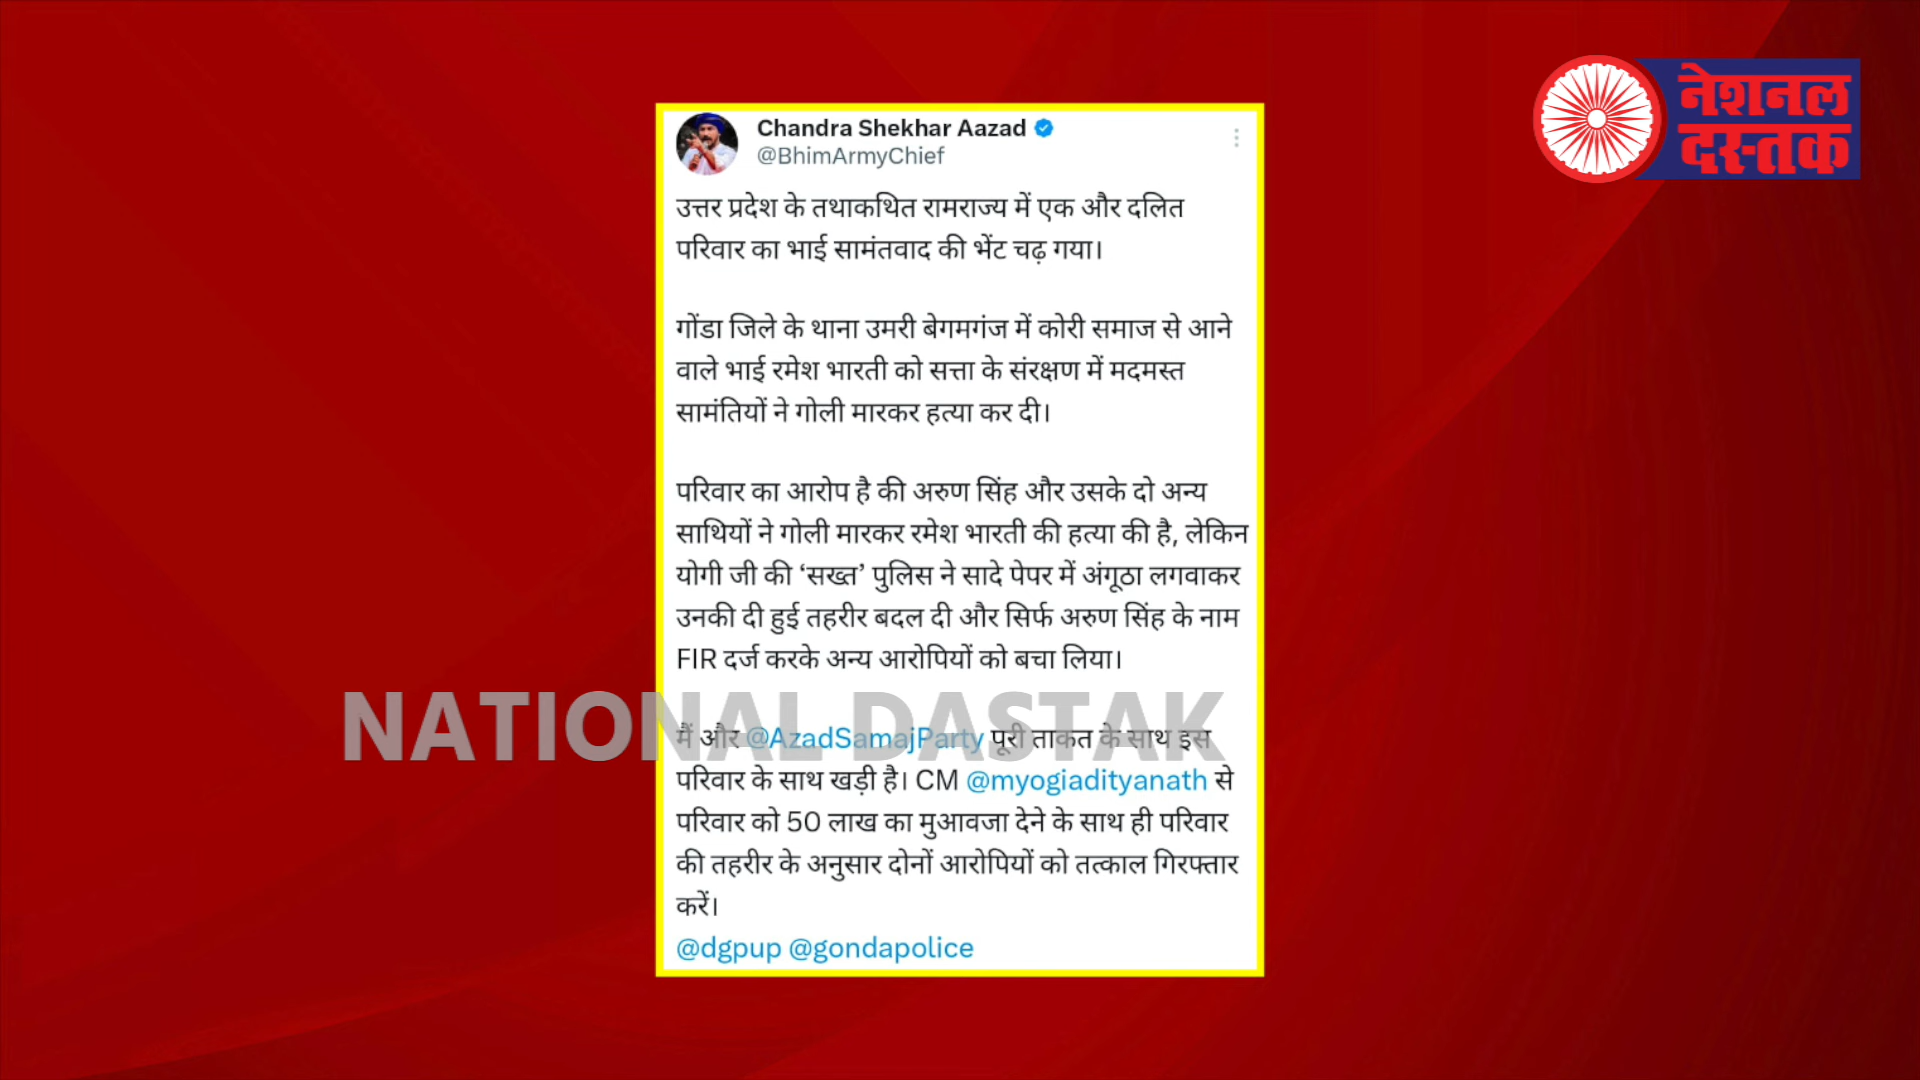 नेशनल
दस्तक
Chandra Shekhar Aazad
@BhimArmyChief
उत्तर प्रदेश के तथाकथित रामराज्य में एक और दलित
परिवार का भाई सामंतवाद की भेंट चढ़ गया।
गोंडा जिले के थाना उमरी बेगमगंज में कोरी समाज से आने
वाले भाई रमेश भारती को सत्ता के संरक्षण में मदमस्त
सामंतियों ने गोली मारकर हत्या कर दी।
परिवार का आरोप है की अरुण सिंह और उसके दो अन्य
साथियों ने गोली मारकर रमेश भारती की हत्या की है, लेकिन
योगी जी की ‘सख्त’ पुलिस ने सादे पेपर में अंगूठा लगवाकर
उनकी दी हुई तहरीर बदल दी और सिर्फ अरुण सिंह के नाम
FIR दर्ज करके अन्य आरोपियों को बचा लिया।
NATIONAL DASTAK
मैं और @AzadSamajParty पूरी ताकत के साथ इस
परिवार के साथ खड़ी है। CM @myogiadityanath से
परिवार को 50 लाख का मुआवजा देने के साथ ही परिवार
की तहरीर के अनुसार दोनों आरोपियों को तत्काल गिरफ्तार
करें।
@dgpup @gondapolice